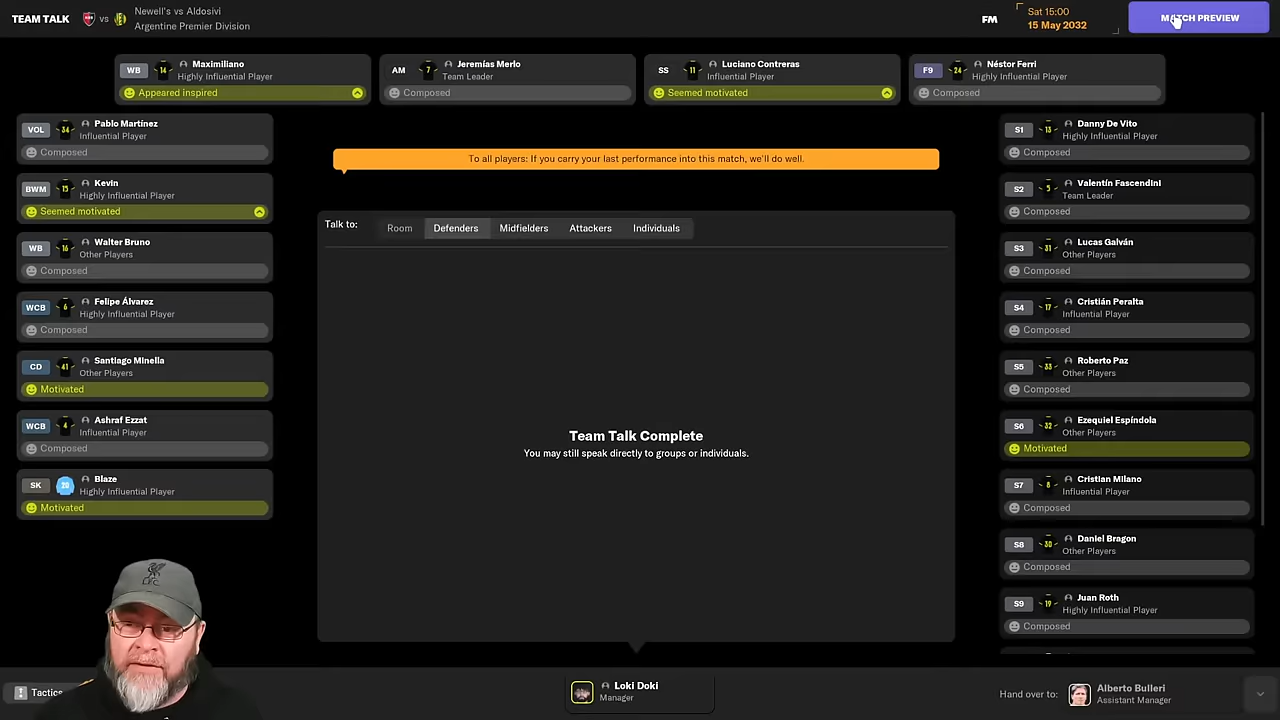 TEAM TALK
vs
Newell's vs Aldosivi
Argentine Premier Division
FM
Sat 15:00
15 May 2032
MATCH PREVIEW
WB
14
Maximiliano
Highly Influential Player
Appeared inspired
AM
7
Jeremías Merlo
Team Leader
Composed
SS
11
Luciano Contreras
Influential Player
Seemed motivated
F9
24
Néstor Ferri
Highly Influential Player
Composed
VOL
34
Pablo Martínez
Influential Player
Composed
BWM
15
Kevin
Highly Influential Player
Seemed motivated
WB
16
Walter Bruno
Other Players
Composed
WCB
6
Felipe Álvarez
Highly Influential Player
Composed
CD
41
Santiago Minella
Other Players
Motivated
WCB
4
Ashraf Ezzat
Influential Player
Composed
SK
Blaze
Highly Influential Player
Motivated
To all players: If you carry your last performance into this match, we'll do well.
Talk to:
Room
Defenders
Midfielders
Attackers
Individuals
Team Talk Complete
You may still speak directly to groups or individuals.
S1
13
Danny De Vito
Highly Influential Player
Composed
S2
5
Valentín Fascendini
Team Leader
Composed
S3
31
Lucas Galván
Other Players
Composed
S4
17
Cristián Peralta
Influential Player
Composed
S5
33
Roberto Paz
Other Players
Composed
S6
32
Ezequiel Espíndola
Other Players
Motivated
S7
8
Cristian Milano
Influential Player
Composed
S8
30
Daniel Bragon
Other Players
Composed
S9
19
Juan Roth
Highly Influential Player
Composed
LFC
Tactics
Loki Doki
Manager
Hand over to:
Alberto Bulleri
Assistant Manager